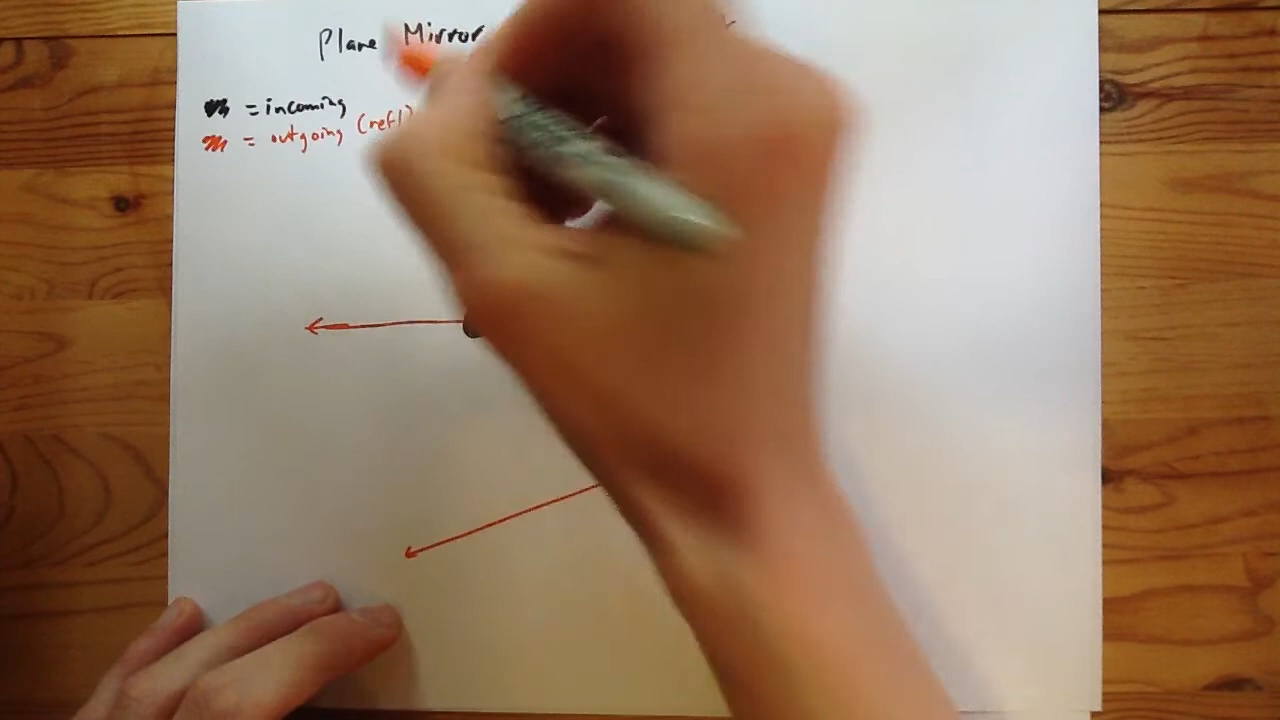 Plane Mirror
= incoming
= outgoing (refl